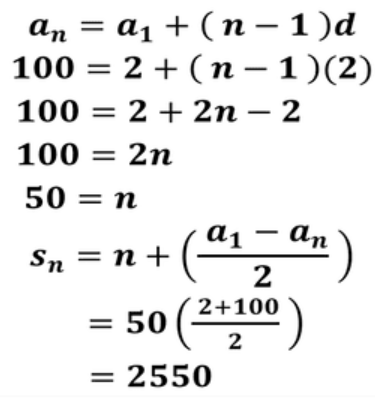 aₙ = a₁ + ( n − 1 )d
100 = 2 + ( n − 1 )(2)
100 = 2 + 2n − 2
100 = 2n
50 = n
sₙ = n + ((a₁ − aₙ)/2)
= 50((2+100)/2)
= 2550